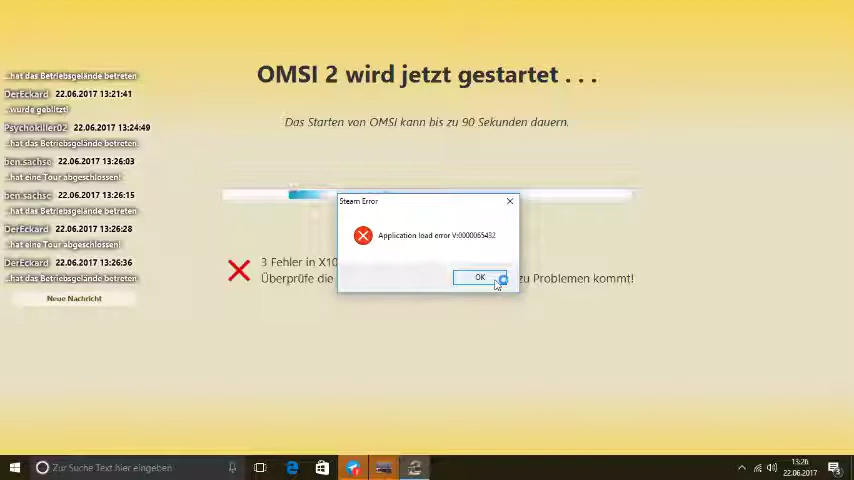 OMSI 2 wird jetzt gestartet . . .
Das Starten von OMSI kann bis zu 90 Sekunden dauern.
...hat das Betriebsgelände betreten
DerEckard 22.06.2017 13:21:41
...wurde geblitzt!
Psychokiller02 22.06.2017 13:24:49
...hat das Betriebsgelände betreten.
ben.sachse 22.06.2017 13:26:03
...hat eine Tour abgeschlossen!
ben.sachse 22.06.2017 13:26:15
...hat das Betriebsgelände betreten
DerEckard 22.06.2017 13:26:28
...hat eine Tour abgeschlossen!
DerEckard 22.06.2017 13:26:36
...hat das Betriebsgelände betreten.
Neue Nachricht
Steam Error
Application load error V:0000065432
OK
3 Fehler in X10
Überprüfe die zu Problemen kommt!
Zur Suche Text hier eingeben
13:26
22.06.2017
3